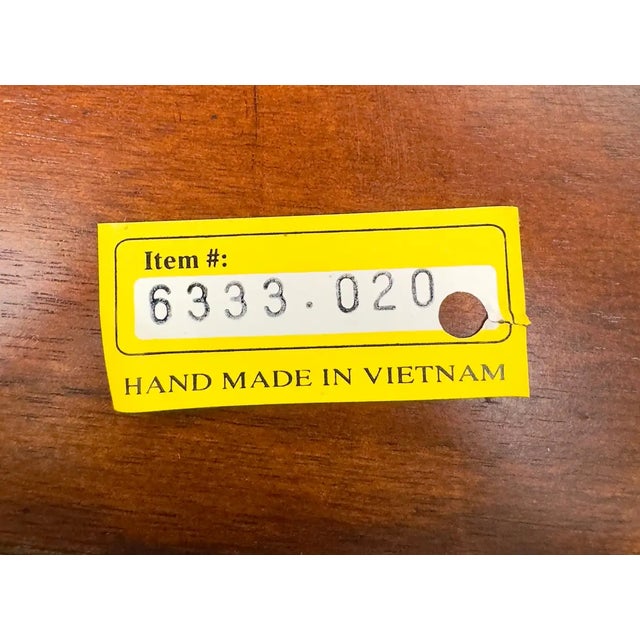 Item #:
6333.020
HAND MADE IN VIETNAM